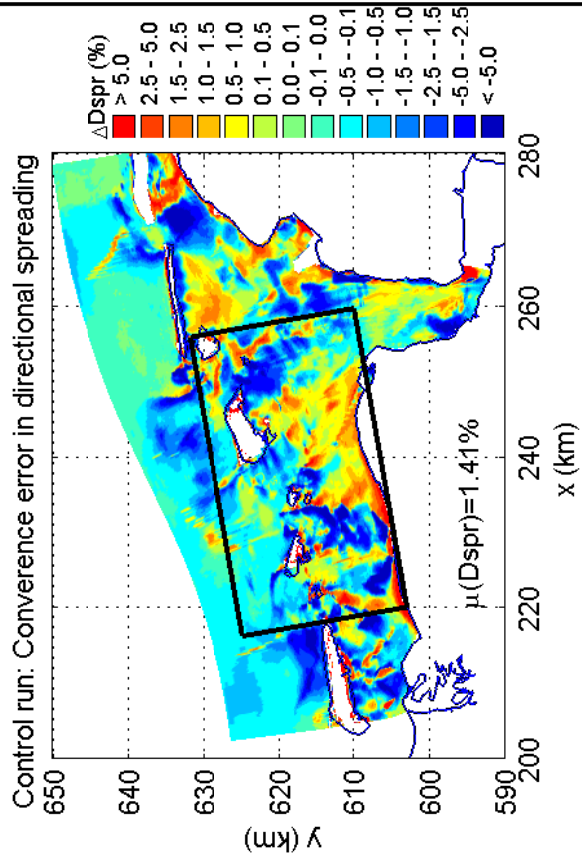 Control run: Converence error in directional spreading
△Dspr (%)
> 5.0
2.5 - 5.0
1.5 - 2.5
1.0 - 1.5
0.5 - 1.0
0.1 - 0.5
0.0 - 0.1
-0.1 - 0.0
-0.5 - -0.1
-1.0 - -0.5
-1.5 - -1.0
-2.5 - -1.5
-5.0 - -2.5
< -5.0
650
640
630
620
610
600
590
y (km)
μ(Dspr)=1.41%
200
220
240
260
280
x (km)